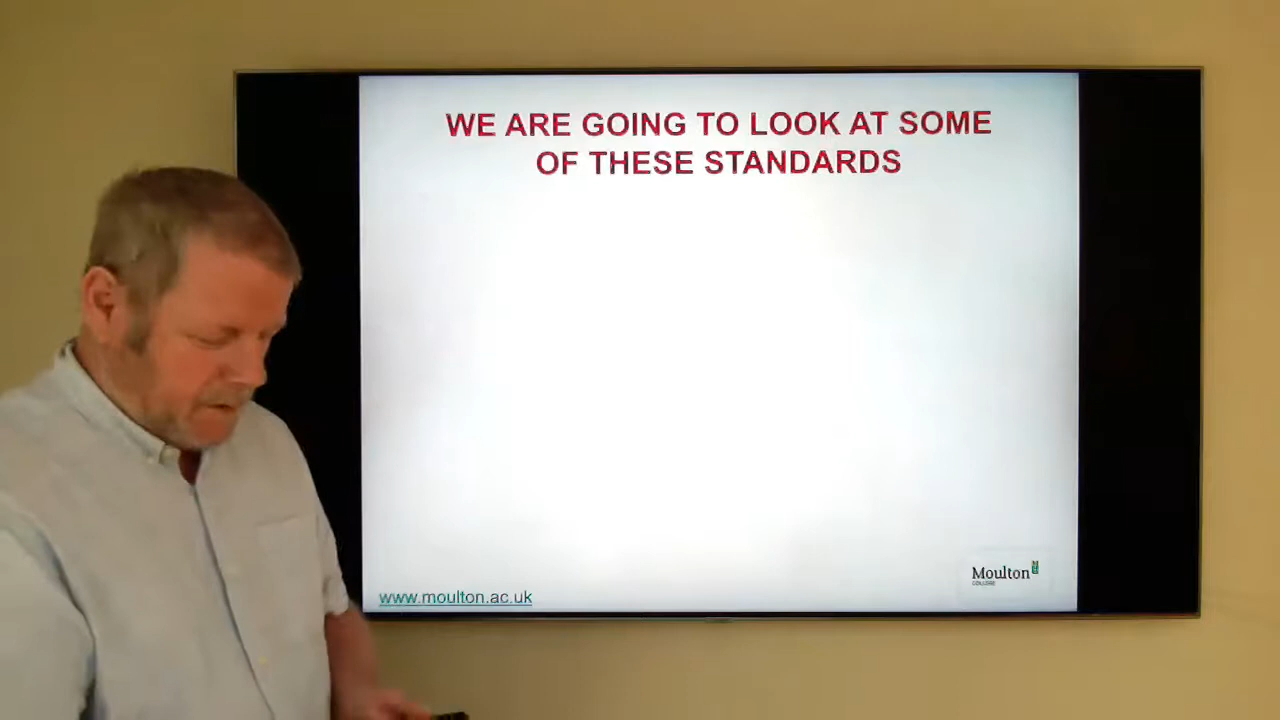 WE ARE GOING TO LOOK AT SOME
OF THESE STANDARDS
Moulton
COLLEGE
www.moulton.ac.uk